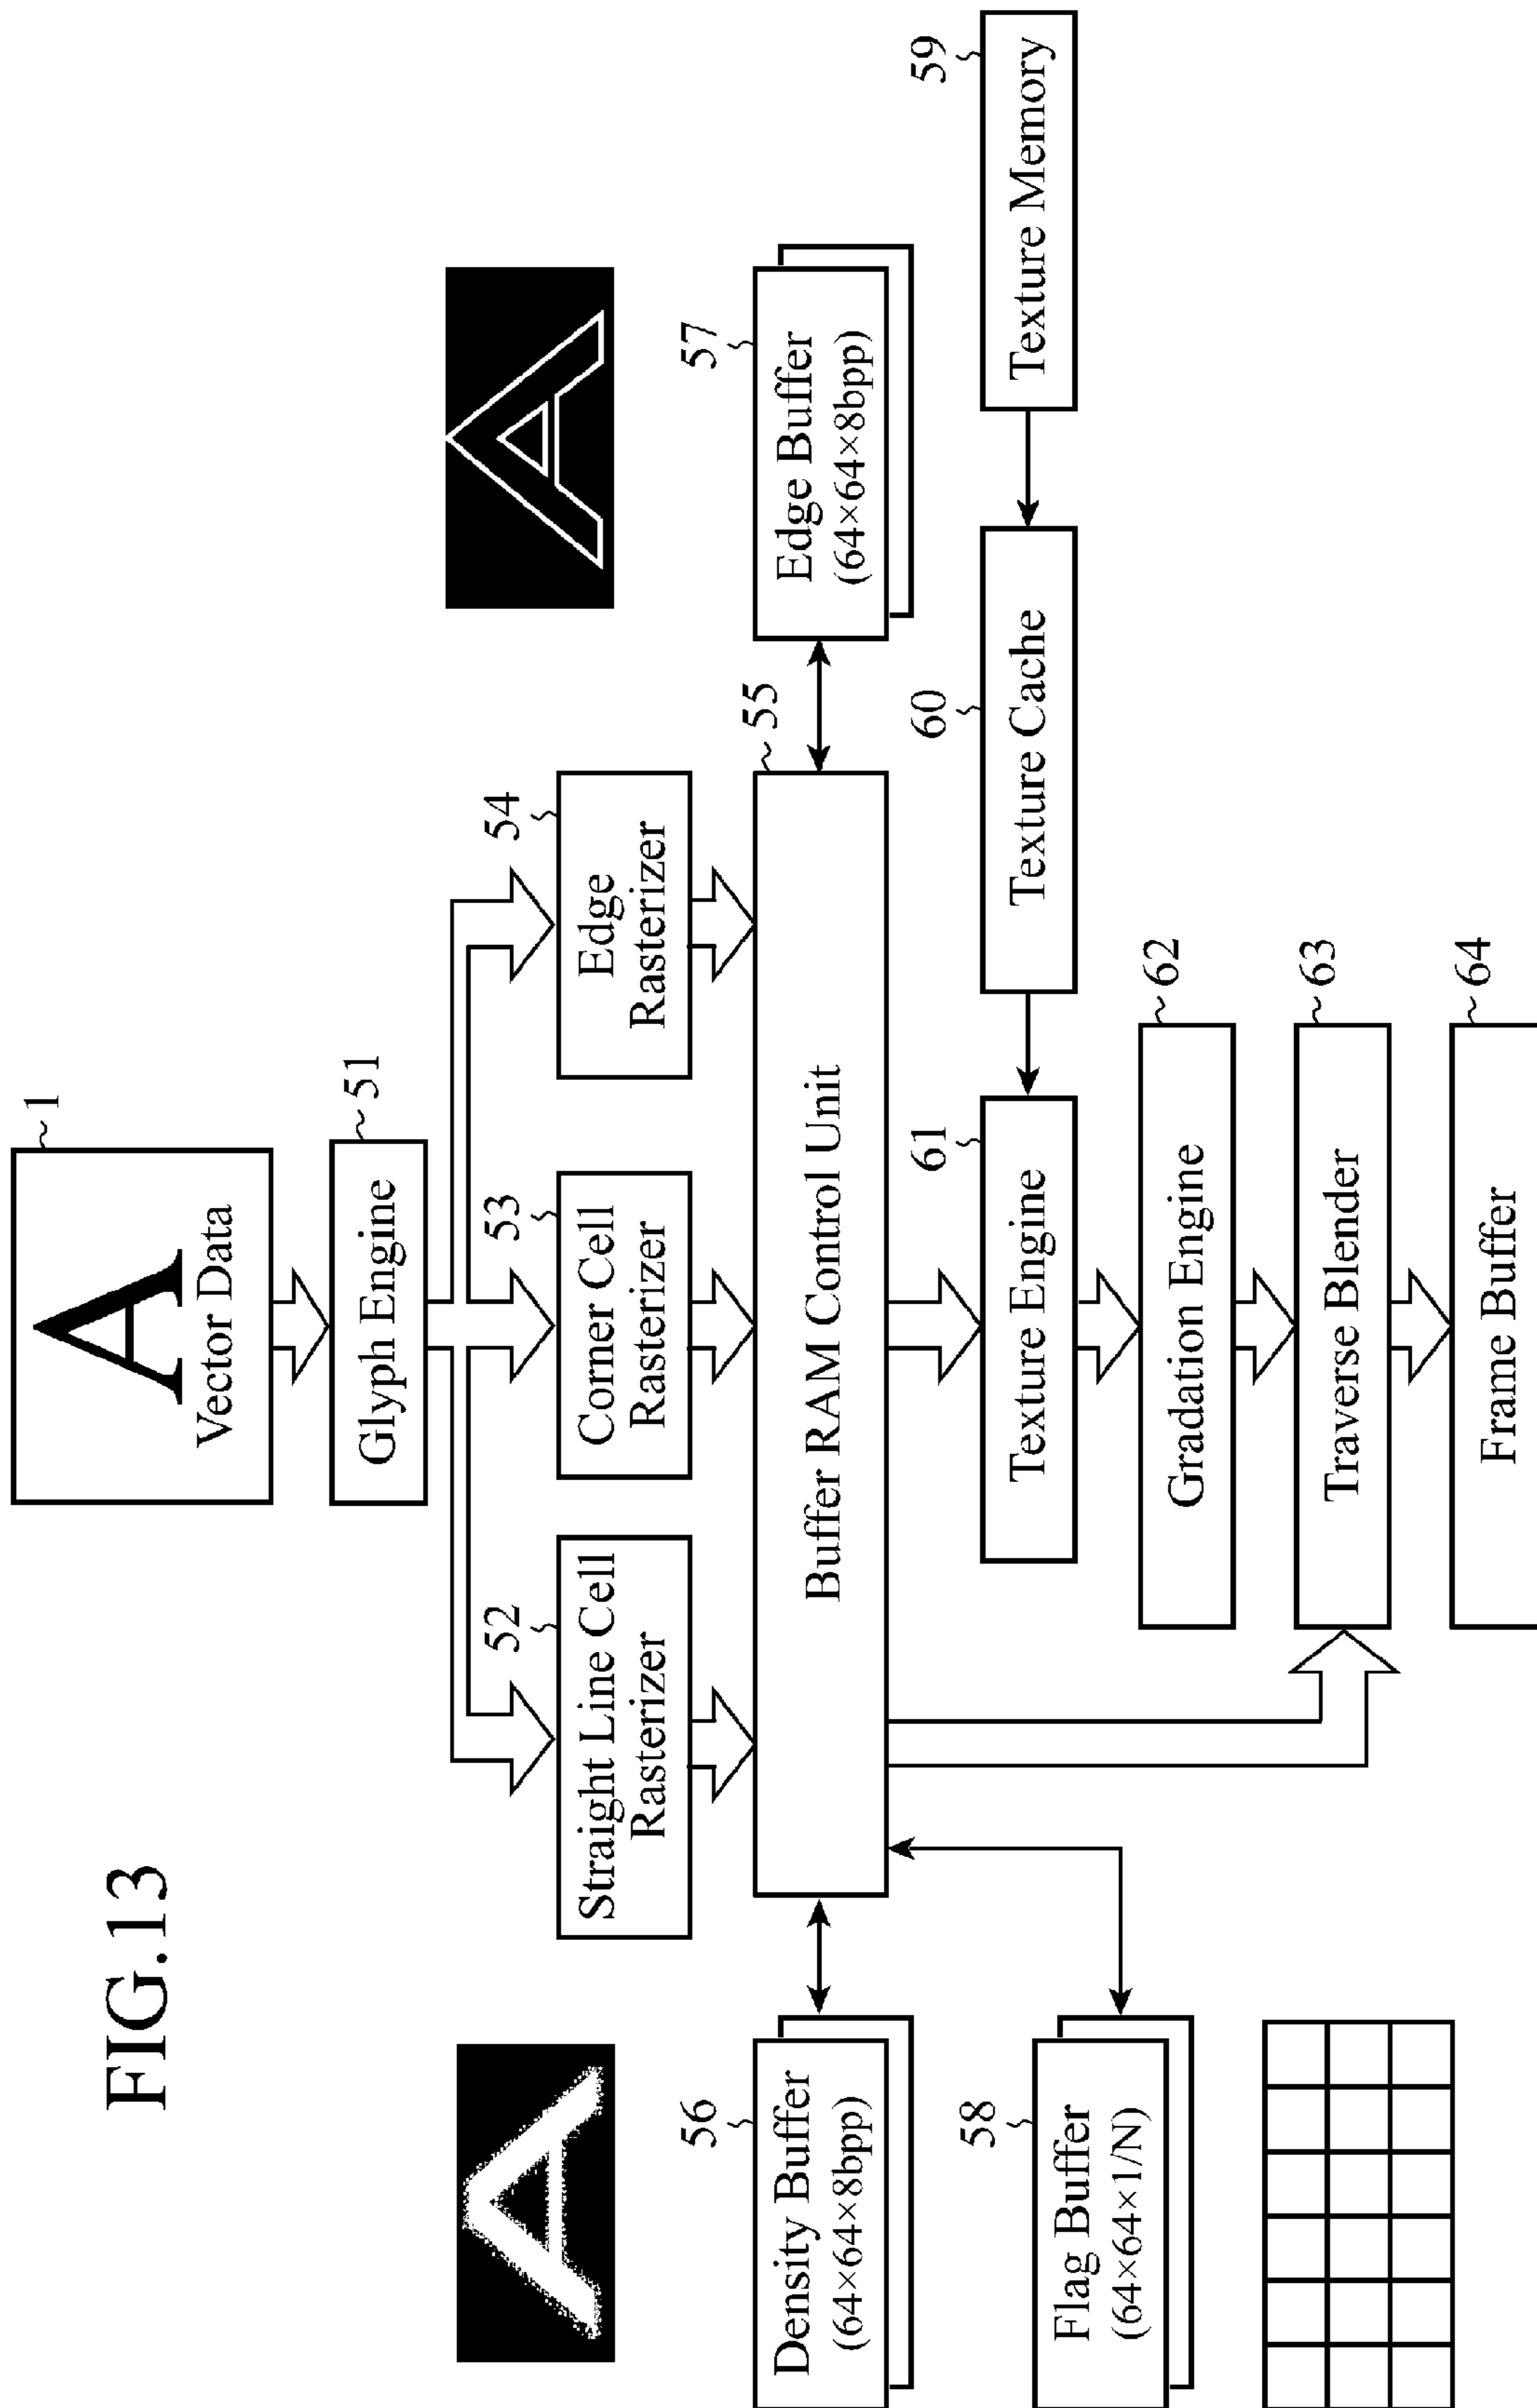 FIG.13
A
Vector Data
1
Glyph Engine
51
Straight Line Cell
Rasterizer
52
Corner Cell
Rasterizer
53
Edge
Rasterizer
54
A
A
Density Buffer
(64×64×8bpp)
56
Buffer RAM Control Unit
55
Edge Buffer
(64×64×8bpp)
57
Flag Buffer
(64×64×1/N)
58
Texture Engine
61
Texture Cache
60
Texture Memory
59
Gradation Engine
62
Traverse Blender
63
Frame Buffer
64